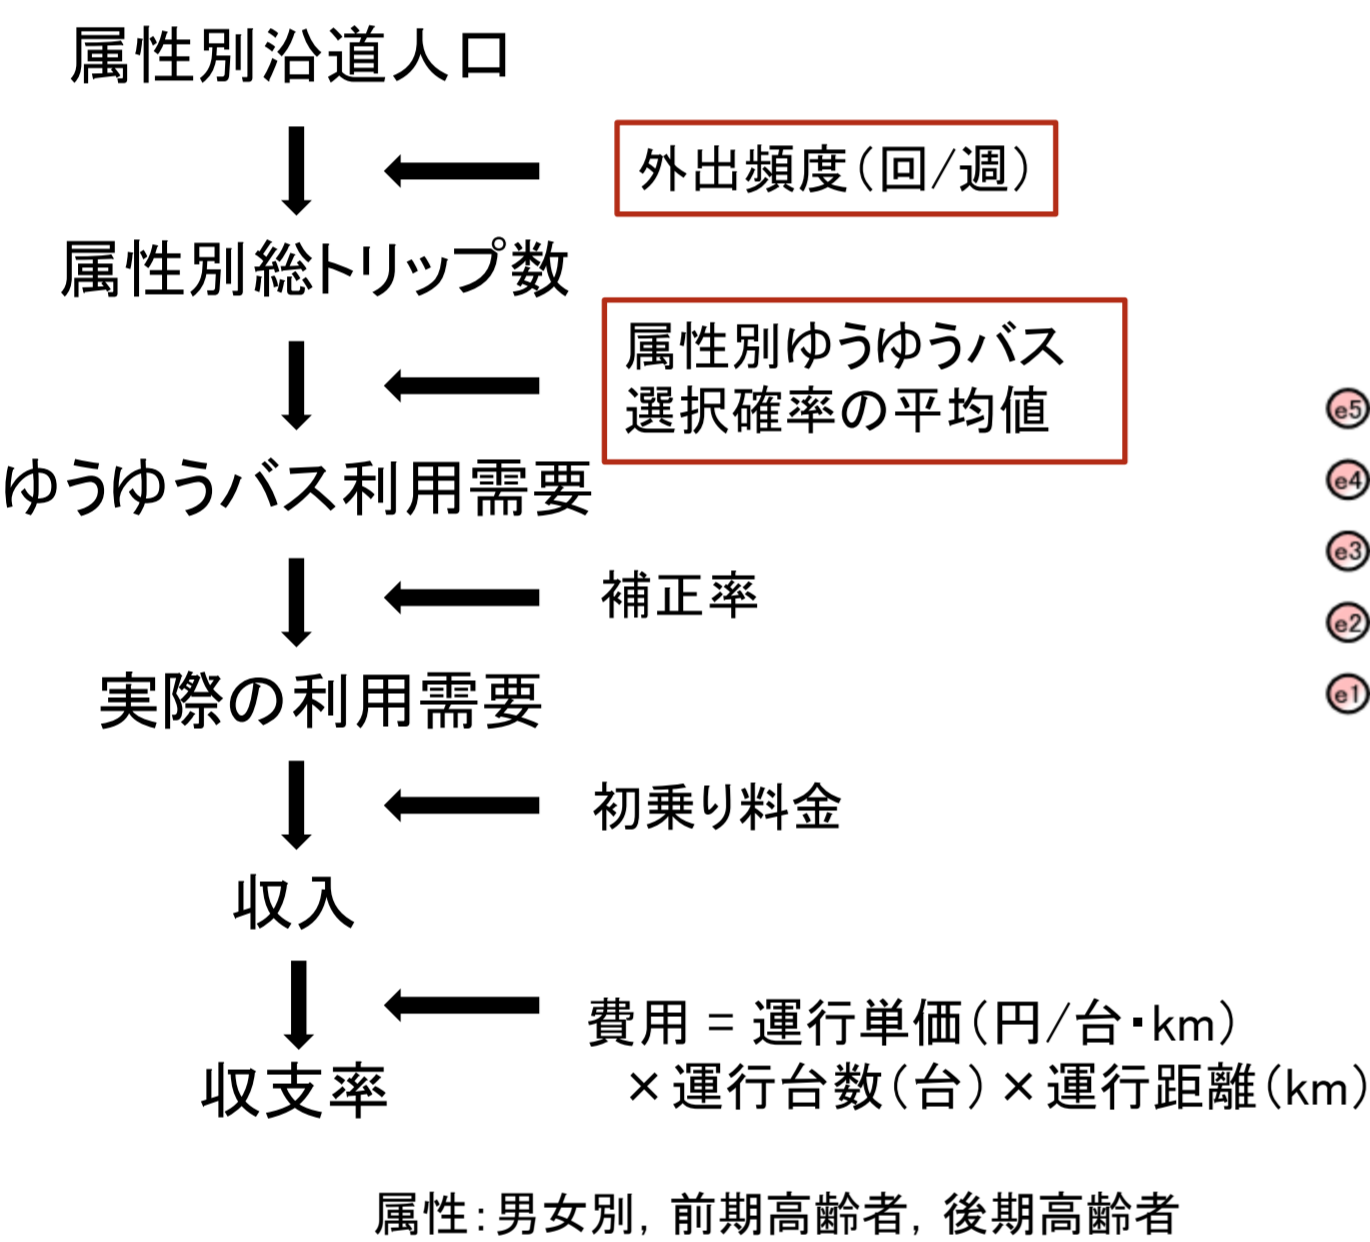 属性別沿道人口
外出頻度（回/週）
属性別総トリップ数
属性別ゆうゆうバス
選択確率の平均値
ゆうゆうバス利用需要
補正率
実際の利用需要
初乗り料金
収入
費用 = 運行単価（円/台・km）
×運行台数（台）×運行距離（km）
収支率
属性：男女別，前期高齢者，後期高齢者
e5
e4
e3
e2
e1